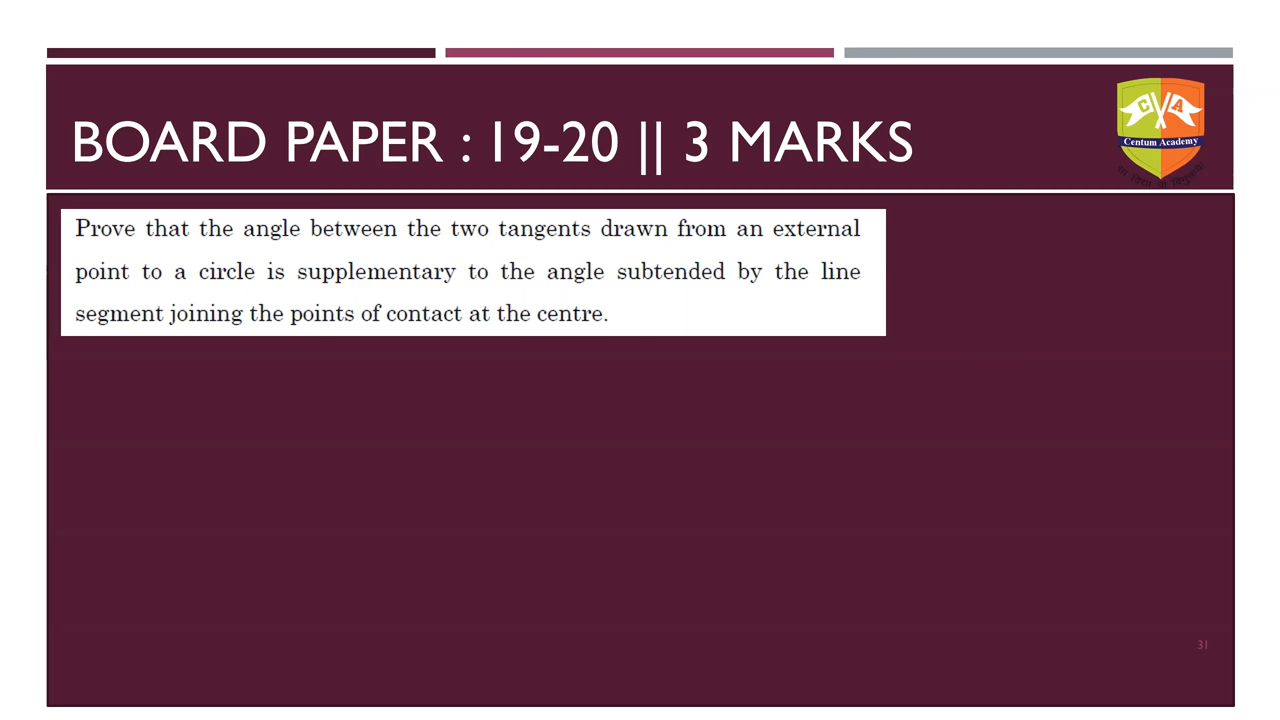 BOARD PAPER : 19-20 || 3 MARKS
C A
Centum Academy
Prove that the angle between the two tangents drawn from an external
point to a circle is supplementary to the angle subtended by the line
segment joining the points of contact at the centre.
31